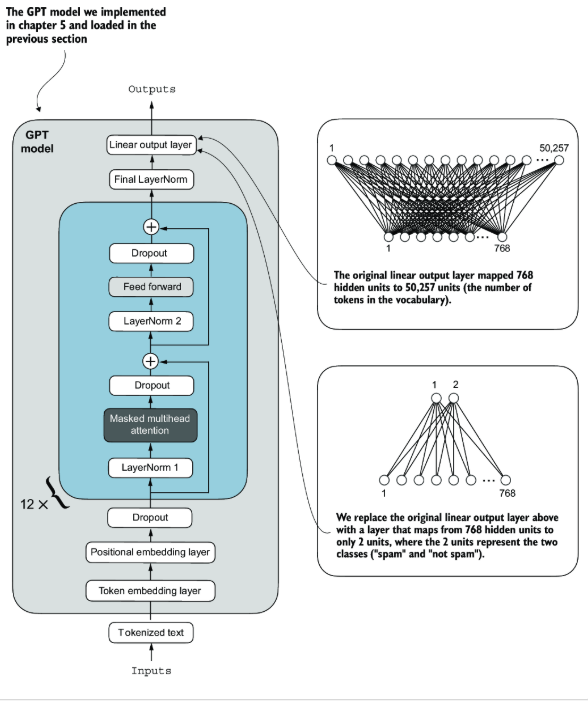 The GPT model we implemented
in chapter 5 and loaded in the
previous section
Outputs
GPT
model
Linear output layer
Final LayerNorm
+
Dropout
Feed forward
LayerNorm 2
+
Dropout
Masked multihead
attention
LayerNorm 1
12 ×
{
Dropout
Positional embedding layer
Token embedding layer
Tokenized text
Inputs
1 50,257
...
1 ... 768
The original linear output layer mapped 768
hidden units to 50,257 units (the number of
tokens in the vocabulary).
1 2
...
1 768
We replace the original linear output layer above
with a layer that maps from 768 hidden units to
only 2 units, where the 2 units represent the two
classes ("spam" and "not spam").